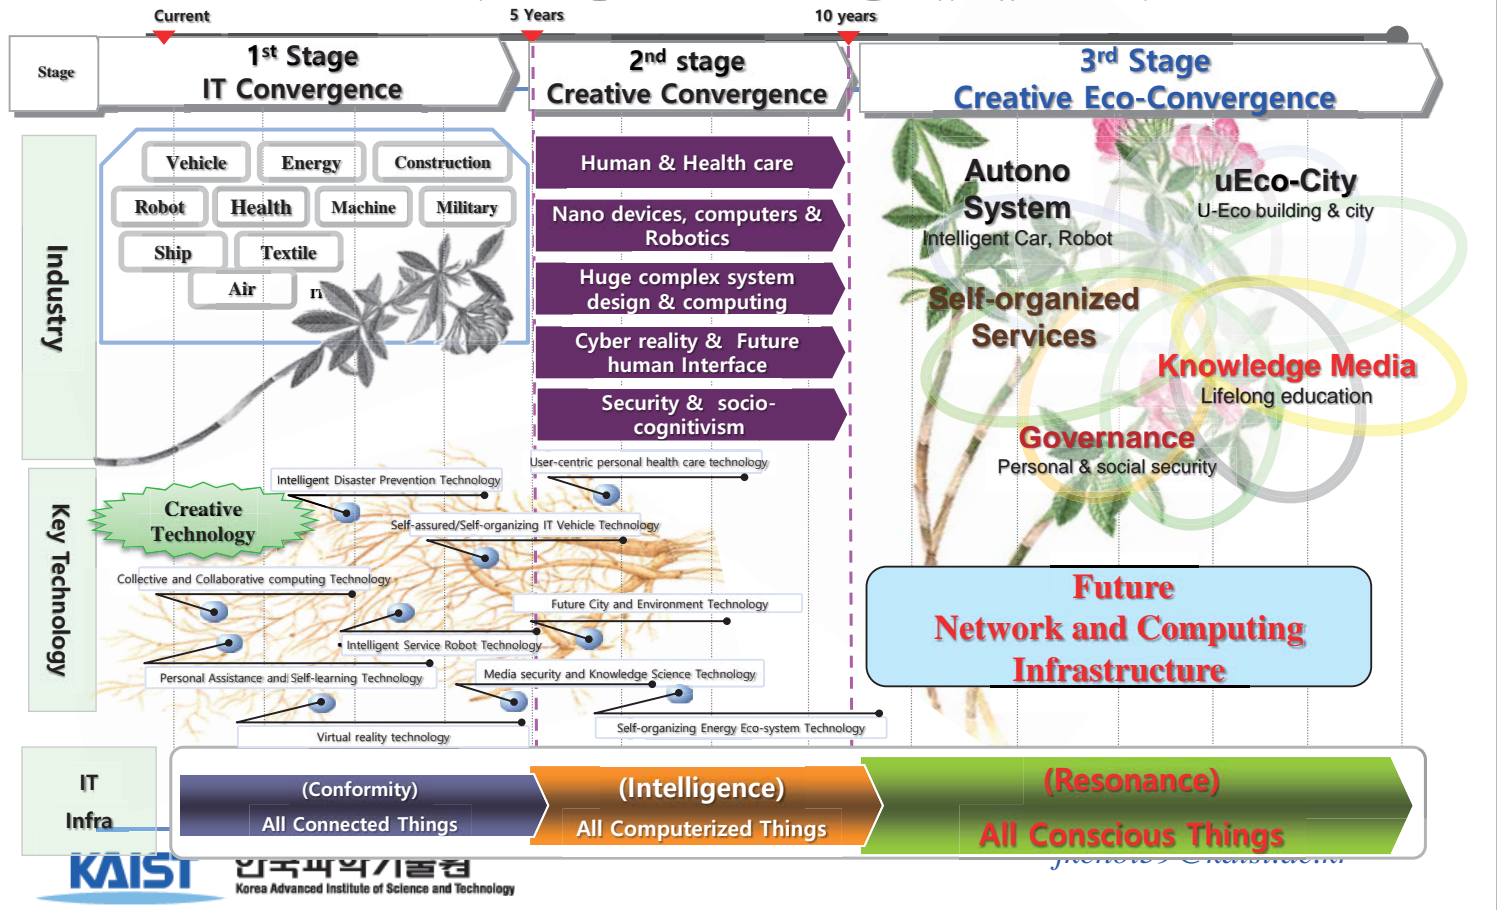 Current
5 Years
10 years
Stage
1st Stage
IT Convergence
2nd stage
Creative Convergence
3rd Stage
Creative Eco-Convergence
Industry
Vehicle
Energy
Construction
Robot
Health
Machine
Military
Ship
Textile
Air
IT
Human & Health care
Nano devices, computers &
Robotics
Huge complex system
design & computing
Cyber reality & Future
human Interface
Security & socio-
cognitivism
Autono
System
Intelligent Car, Robot
uEco-City
U-Eco building & city
Self-organized
Services
Knowledge Media
Lifelong education
Governance
Personal & social security
Key Technology
Creative
Technology
Intelligent Disaster Prevention Technology
User-centric personal health care technology
Self-assured/Self-organizing IT Vehicle Technology
Collective and Collaborative computing Technology
Future City and Environment Technology
Intelligent Service Robot Technology
Personal Assistance and Self-learning Technology
Media security and Knowledge Science Technology
Self-organizing Energy Eco-system Technology
Virtual reality technology
Future
Network and Computing
Infrastructure
IT
Infra
(Conformity)
All Connected Things
(Intelligence)
All Computerized Things
(Resonance)
All Conscious Things
KAIST
한국과학기술원
Korea Advanced Institute of Science and Technology